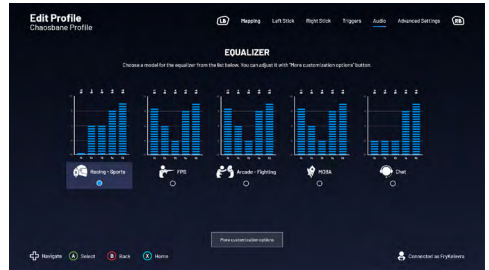 Edit Profile
Chaosbane Profile
LB Mapping Left Stick Right Stick Triggers Audio Advanced Settings RB
EQUALIZER
Choose a model for the equalizer from the list below. You can adjust it with "More customization options" button.
Racing - Sports
FPS
Arcade - Fighting
MOBA
Chat
More customization options
Navigate A Select B Back X Home
Connected as FryKelevra